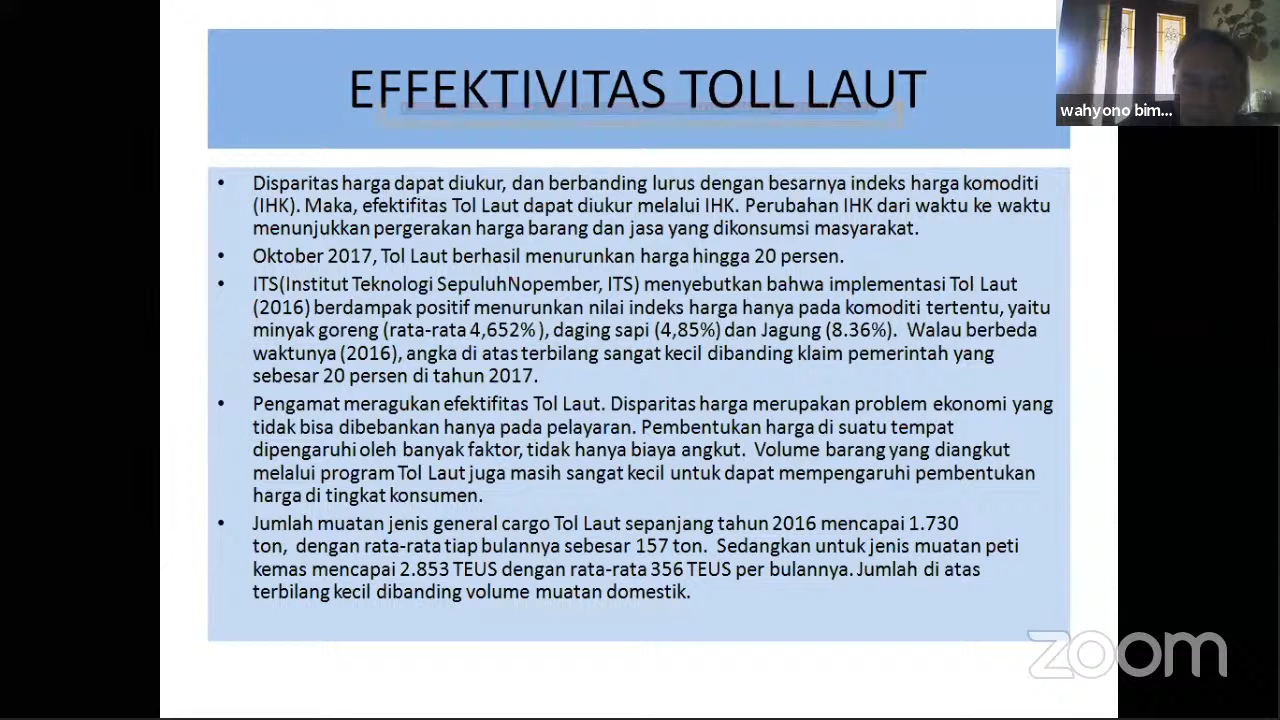 EFFEKTIVITAS TOLL LAUT
wahyono bim...
• Disparitas harga dapat diukur, dan berbanding lurus dengan besarnya indeks harga komoditi
(IHK). Maka, efektifitas Tol Laut dapat diukur melalui IHK. Perubahan IHK dari waktu ke waktu
menunjukkan pergerakan harga barang dan jasa yang dikonsumsi masyarakat.
• Oktober 2017, Tol Laut berhasil menurunkan harga hingga 20 persen.
• ITS(Institut Teknologi SepuluhNopember, ITS) menyebutkan bahwa implementasi Tol Laut
(2016) berdampak positif menurunkan nilai indeks harga hanya pada komoditi tertentu, yaitu
minyak goreng (rata-rata 4,652%), daging sapi (4,85%) dan Jagung (8.36%). Walau berbeda
waktunya (2016), angka di atas terbilang sangat kecil dibanding klaim pemerintah yang
sebesar 20 persen di tahun 2017.
• Pengamat meragukan efektifitas Tol Laut. Disparitas harga merupakan problem ekonomi yang
tidak bisa dibebankan hanya pada pelayaran. Pembentukan harga di suatu tempat
dipengaruhi oleh banyak faktor, tidak hanya biaya angkut. Volume barang yang diangkut
melalui program Tol Laut juga masih sangat kecil untuk dapat mempengaruhi pembentukan
harga di tingkat konsumen.
• Jumlah muatan jenis general cargo Tol Laut sepanjang tahun 2016 mencapai 1.730
ton, dengan rata-rata tiap bulannya sebesar 157 ton. Sedangkan untuk jenis muatan peti
kemas mencapai 2.853 TEUS dengan rata-rata 356 TEUS per bulannya. Jumlah di atas
terbilang kecil dibanding volume muatan domestik.
zoom